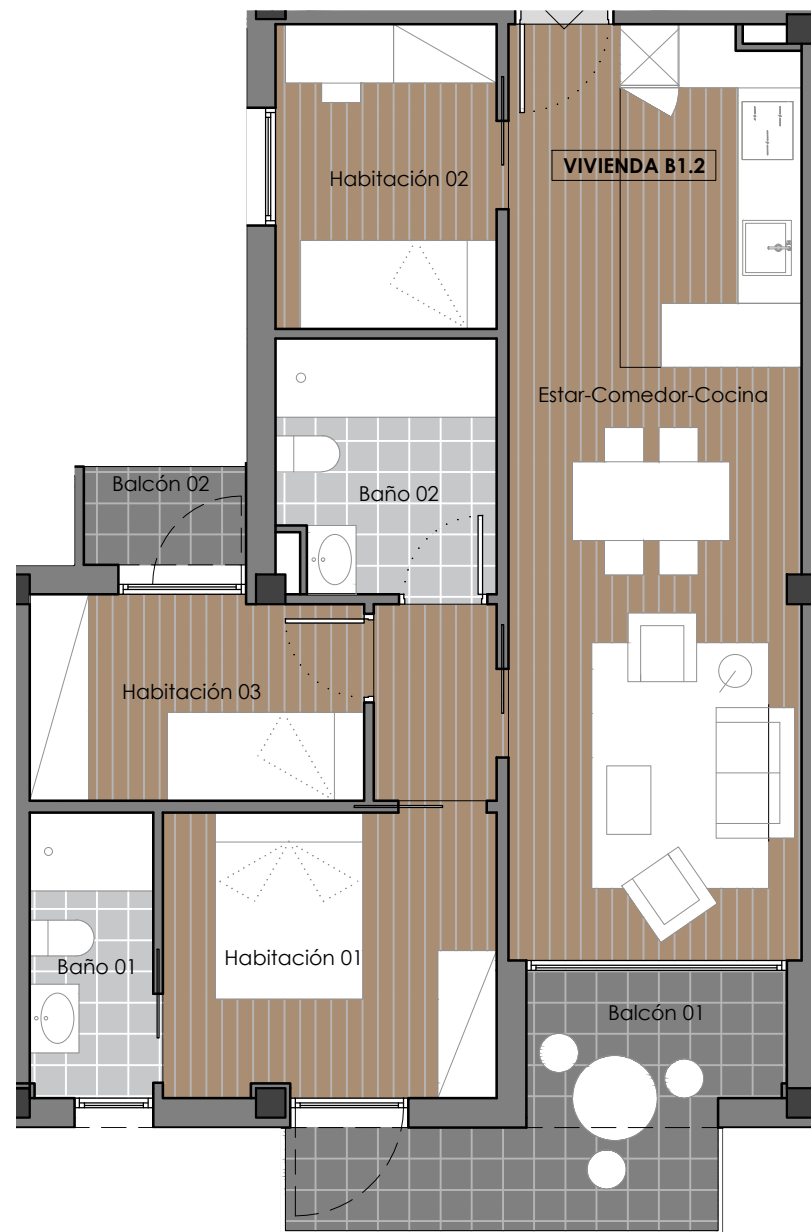 VIVIENDA B1.2
Habitación 02
Estar-Comedor-Cocina
Balcón 02
Baño 02
Habitación 03
Habitación 01
Baño 01
Balcón 01